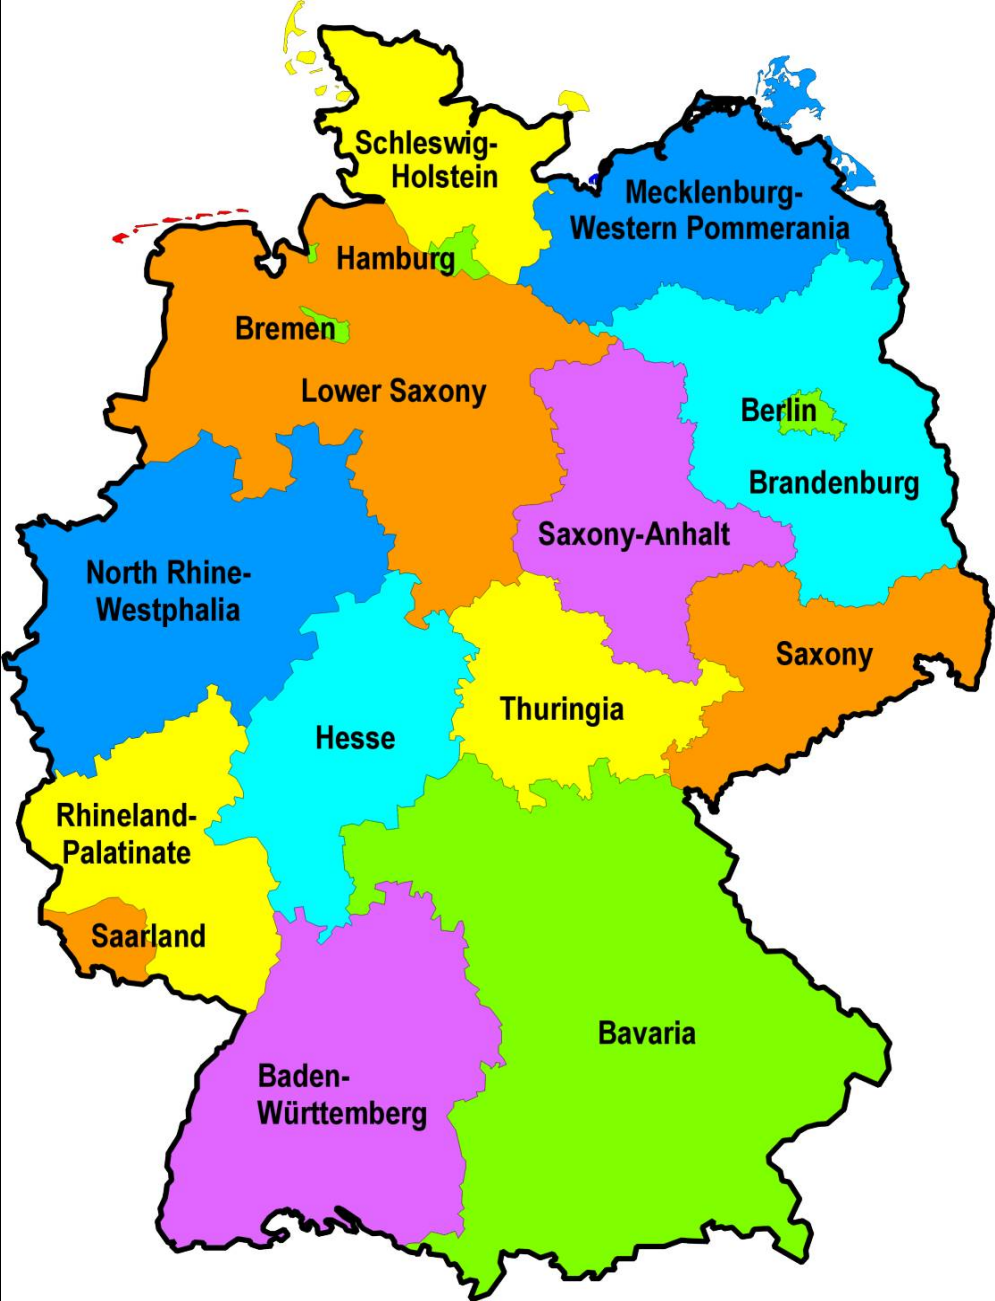 Schleswig-
Holstein
Mecklenburg-
Western Pommerania
Hamburg
Bremen
Lower Saxony
Berlin
Brandenburg
Saxony-Anhalt
North Rhine-
Westphalia
Saxony
Thuringia
Hesse
Rhineland-
Palatinate
Saarland
Bavaria
Baden-
Württemberg